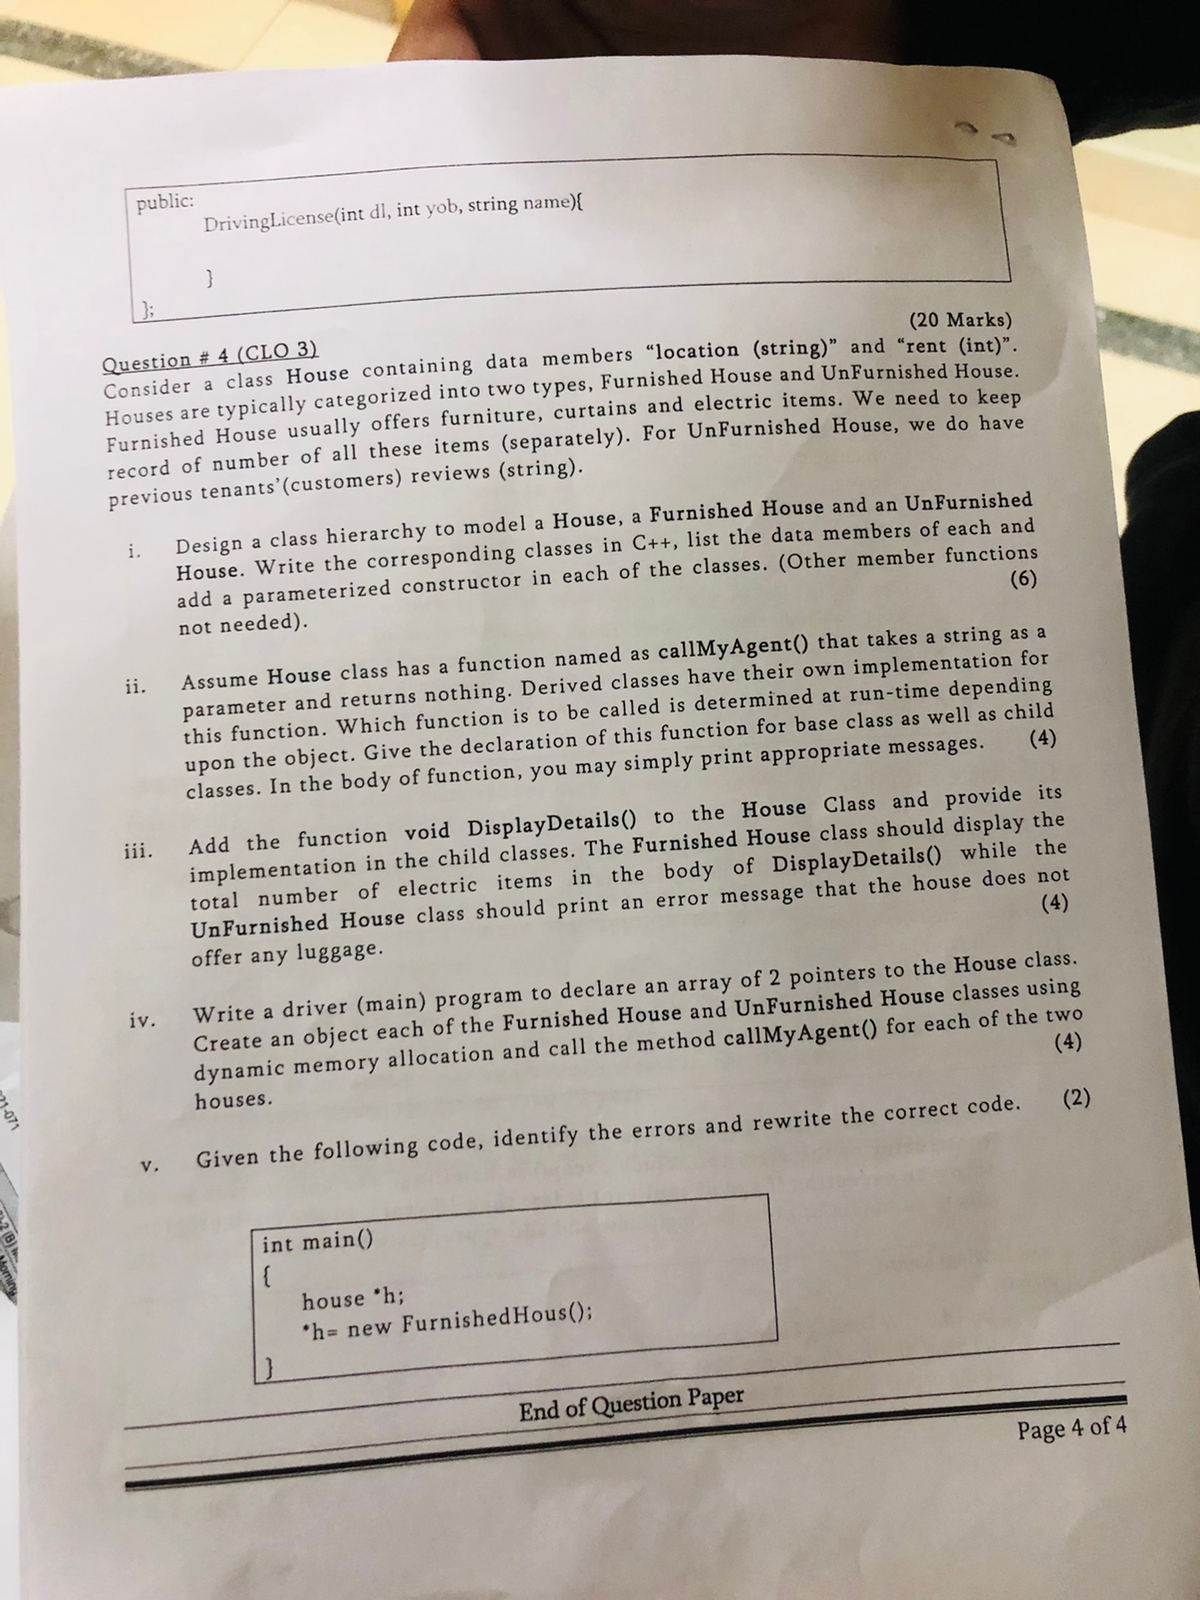 public:
DrivingLicense(int dl, int yob, string name){
}
};
Question # 4 (CLO 3)
(20 Marks)
Consider a class House containing data members “location (string)” and “rent (int)”.
Houses are typically categorized into two types, Furnished House and UnFurnished House.
Furnished House usually offers furniture, curtains and electric items. We need to keep
record of number of all these items (separately). For UnFurnished House, we do have
previous tenants’(customers) reviews (string).
i. Design a class hierarchy to model a House, a Furnished House and an UnFurnished
House. Write the corresponding classes in C++, list the data members of each and
add a parameterized constructor in each of the classes. (Other member functions
not needed). (6)
ii. Assume House class has a function named as callMyAgent() that takes a string as a
parameter and returns nothing. Derived classes have their own implementation for
this function. Which function is to be called is determined at run-time depending
upon the object. Give the declaration of this function for base class as well as child
classes. In the body of function, you may simply print appropriate messages. (4)
iii. Add the function void DisplayDetails() to the House Class and provide its
implementation in the child classes. The Furnished House class should display the
total number of electric items in the body of DisplayDetails() while the
UnFurnished House class should print an error message that the house does not
offer any luggage. (4)
iv. Write a driver (main) program to declare an array of 2 pointers to the House class.
Create an object each of the Furnished House and UnFurnished House classes using
dynamic memory allocation and call the method callMyAgent() for each of the two
houses. (4)
v. Given the following code, identify the errors and rewrite the correct code. (2)
int main()
{
house *h;
*h= new FurnishedHous();
}
End of Question Paper
Page 4 of 4
21-071
Morning